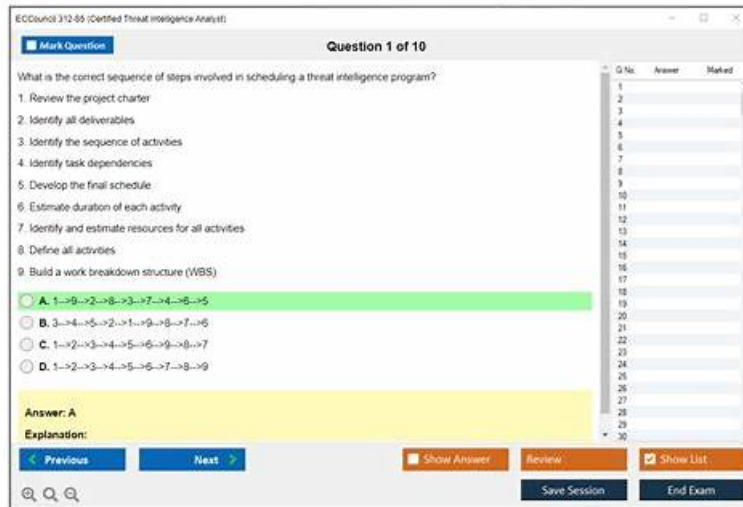 ECCouncil 312-85 (Certified Threat Intelligence Analyst)
Mark Question
Question 1 of 10
What is the correct sequence of steps involved in scheduling a threat intelligence program?
1. Review the project charter
2. Identify all deliverables
3. Identify the sequence of activities
4. Identify task dependencies
5. Develop the final schedule
6. Estimate duration of each activity
7. Identify and estimate resources for all activities
8. Define all activities
9. Build a work breakdown structure (WBS)
A. 1-->9-->2-->8-->3-->7-->4-->6-->5
B. 3-->4-->5-->2-->1-->9-->8-->7-->6
C. 1-->2-->3-->4-->5-->6-->9-->8-->7
D. 1-->2-->3-->4-->5-->6-->7-->8-->9
Answer: A
Explanation:
Q.No. Answer Marked
1
2
3
4
5
6
7
8
9
10
11
12
13
14
15
16
17
18
19
20
21
22
23
24
25
26
27
28
29
30
Previous
Next
Show Answer
Review
Show List
Save Session
End Exam